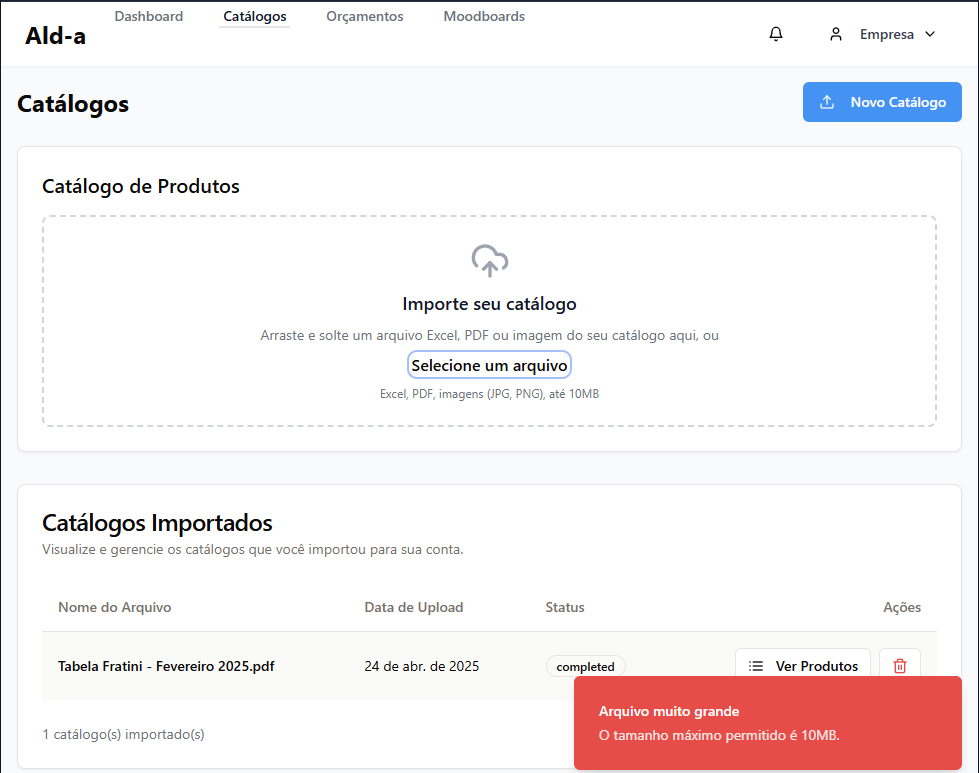 Ald-a
Dashboard
Catálogos
Orçamentos
Moodboards
Empresa
Catálogos
Novo Catálogo
Catálogo de Produtos
Importe seu catálogo
Arraste e solte um arquivo Excel, PDF ou imagem do seu catálogo aqui, ou
Selecione um arquivo
Excel, PDF, imagens (JPG, PNG), até 10MB
Catálogos Importados
Visualize e gerencie os catálogos que você importou para sua conta.
Nome do Arquivo
Data de Upload
Status
Ações
Tabela Fratini - Fevereiro 2025.pdf
24 de abr. de 2025
completed
Ver Produtos
1 catálogo(s) importado(s)
Arquivo muito grande
O tamanho máximo permitido é 10MB.